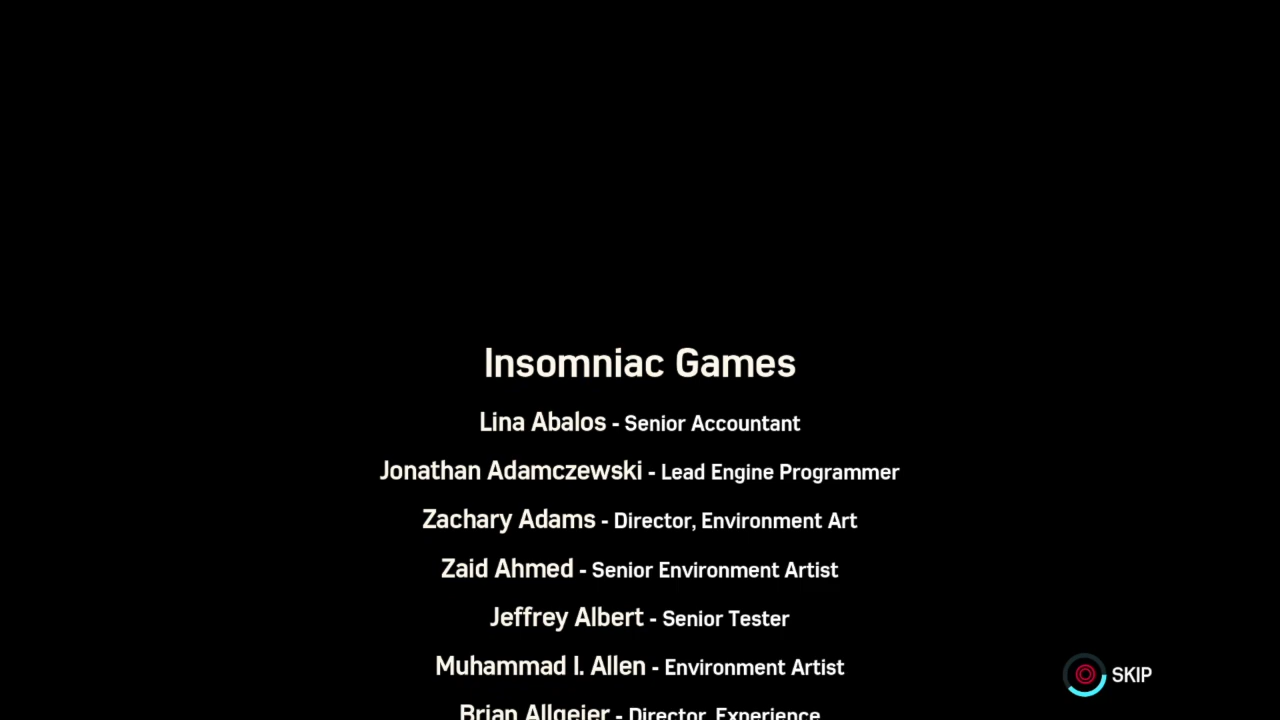 Insomniac Games
Lina Abalos - Senior Accountant
Jonathan Adamczewski - Lead Engine Programmer
Zachary Adams - Director, Environment Art
Zaid Ahmed - Senior Environment Artist
Jeffrey Albert - Senior Tester
Muhammad I. Allen - Environment Artist
Brian Allgeier - Director, Experience
SKIP